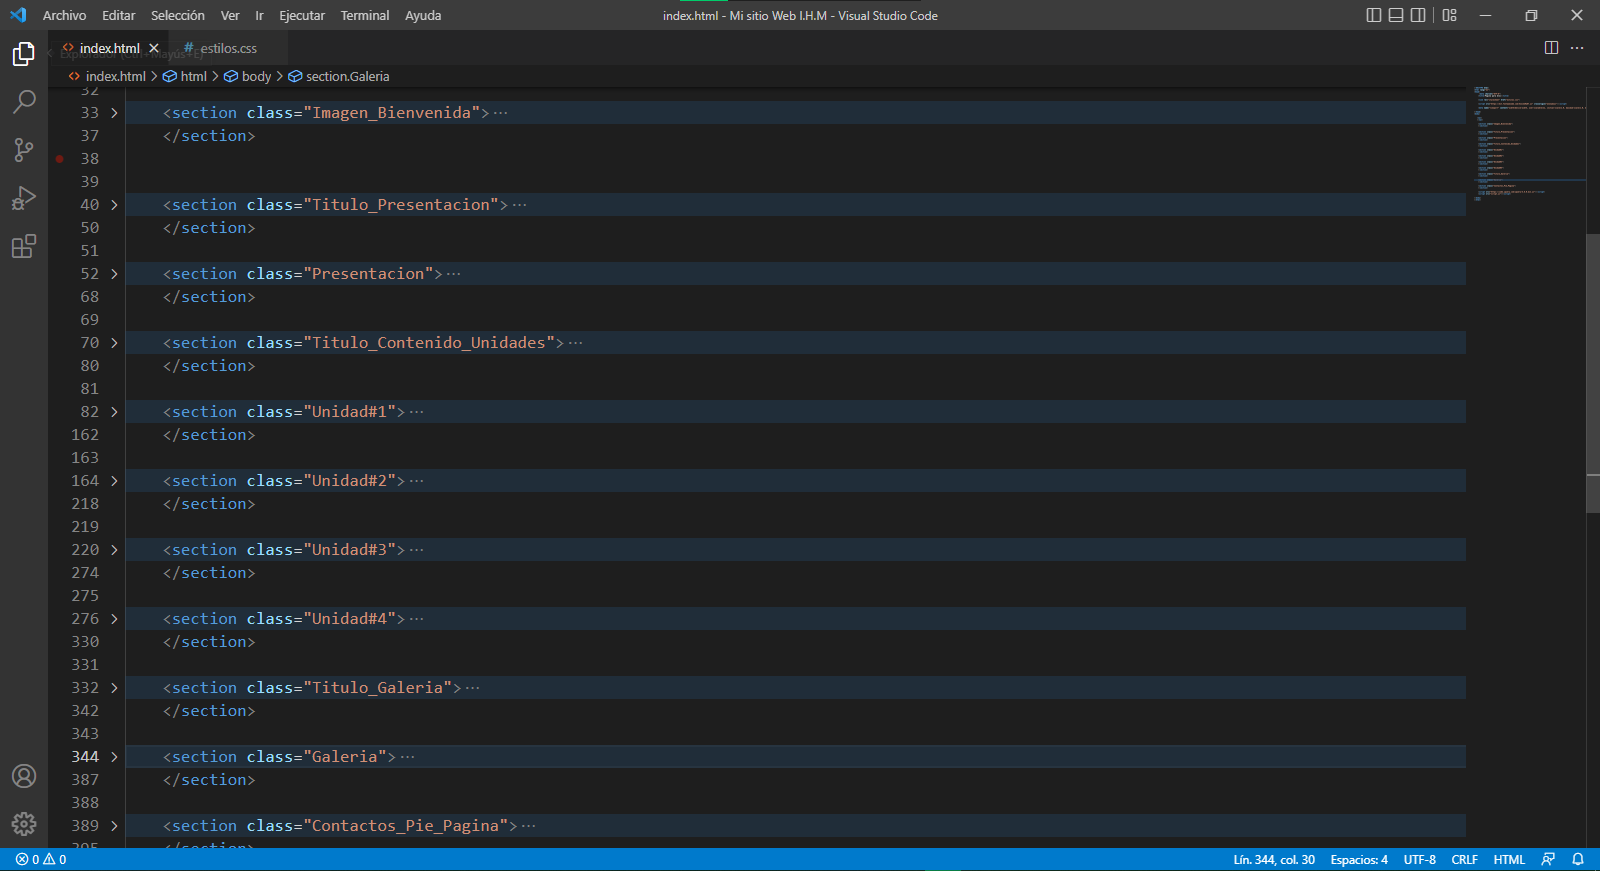 Archivo Editar Selección Ver Ir Ejecutar Terminal Ayuda index.html - Mi sitio Web I.H.M - Visual Studio Code
index.html # estilos.css
Explorador (Ctrl+Mayús+E)
index.html > html > body > section.Galeria
32
33 <section class="Imagen_Bienvenida">...
37 </section>
38
39
40 <section class="Titulo_Presentacion">...
50 </section>
51
52 <section class="Presentacion">...
68 </section>
69
70 <section class="Titulo_Contenido_Unidades">...
80 </section>
81
82 <section class="Unidad#1">...
162 </section>
163
164 <section class="Unidad#2">...
218 </section>
219
220 <section class="Unidad#3">...
274 </section>
275
276 <section class="Unidad#4">...
330 </section>
331
332 <section class="Titulo_Galeria">...
342 </section>
343
344 <section class="Galeria">...
387 </section>
388
389 <section class="Contactos_Pie_Pagina">...
395 </section>
0 0 Lín. 344, col. 30 Espacios: 4 UTF-8 CRLF HTML